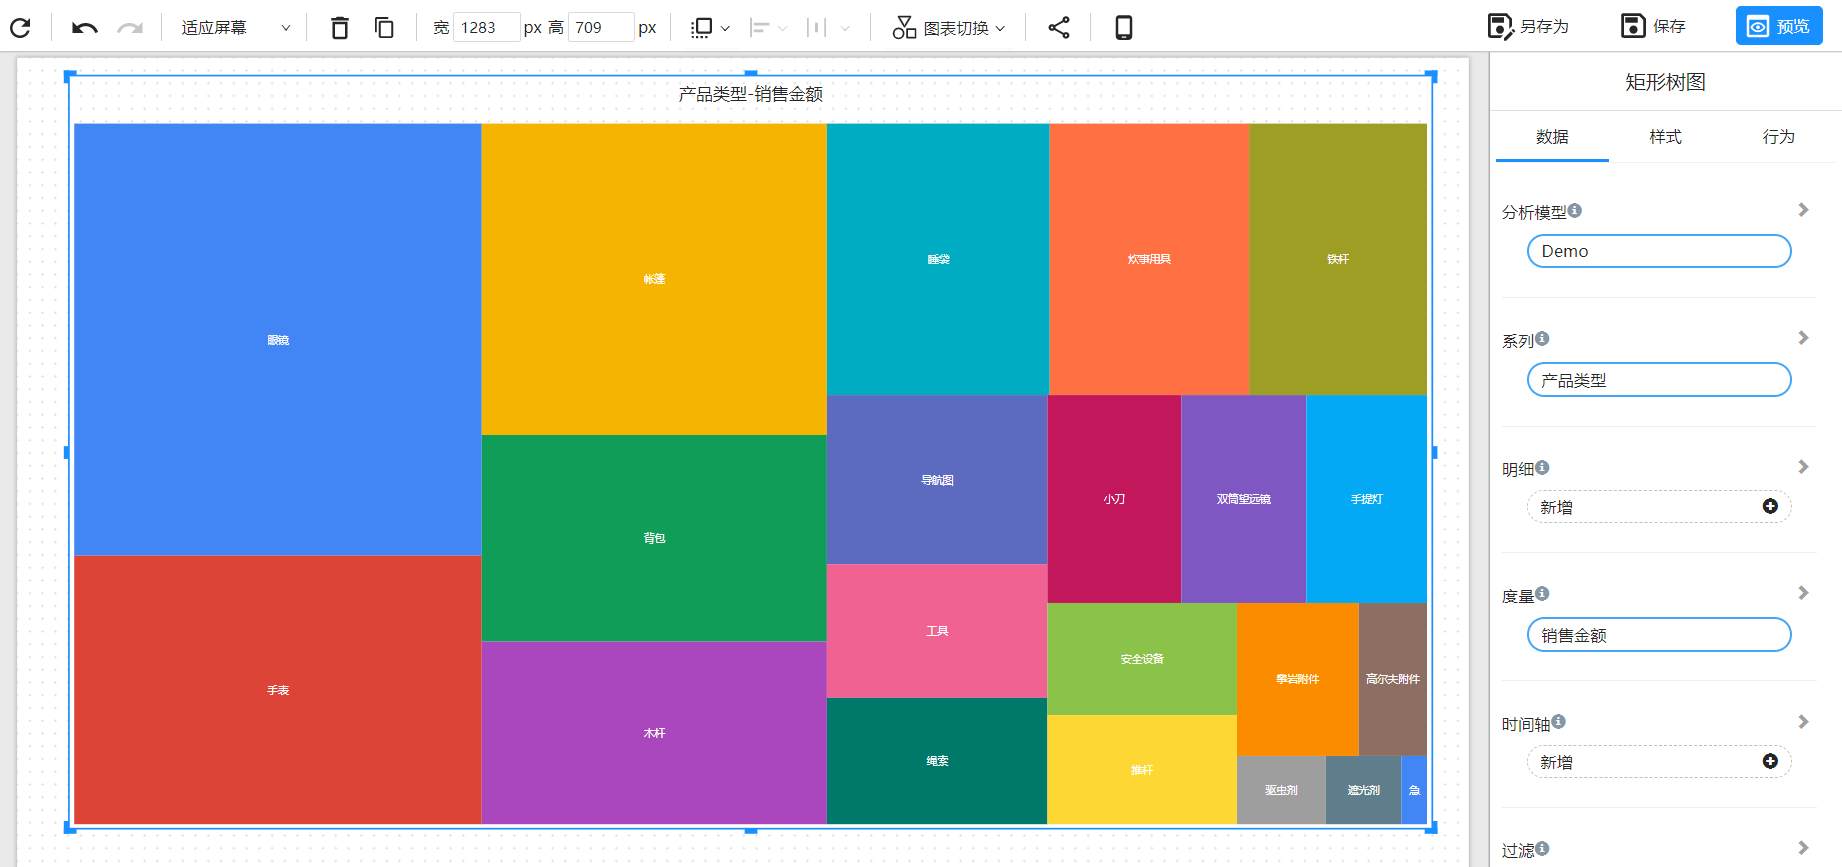 适应屏幕
宽 1283 px 高 709 px
图表切换
另存为
保存
预览
产品类型-销售金额
眼镜
手表
帐篷
背包
木杆
睡袋
炊事用具
铁杆
导航图
工具
绳索
小刀
双筒望远镜
手提灯
安全设备
推杆
攀岩附件
高尔夫附件
驱虫剂
遮光剂
急
矩形树图
数据
样式
行为
分析模型
Demo
系列
产品类型
明细
新增
度量
销售金额
时间轴
新增
过滤